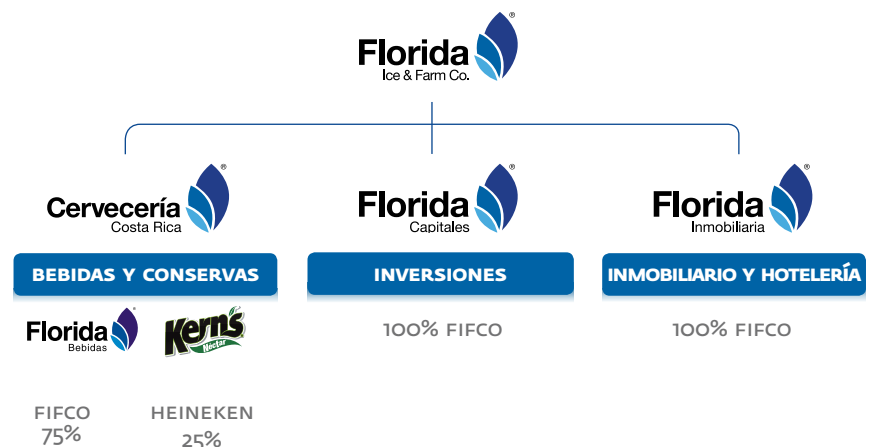 Florida
Ice & Farm Co.
Cervecería
Costa Rica
Florida
Capitales
Florida
Inmobiliaria
BEBIDAS Y CONSERVAS
INVERSIONES
INMOBILIARIO Y HOTELERÍA
Florida
Bebidas
Kern's
Néctar
100% FIFCO
100% FIFCO
FIFCO
75%
HEINEKEN
25%